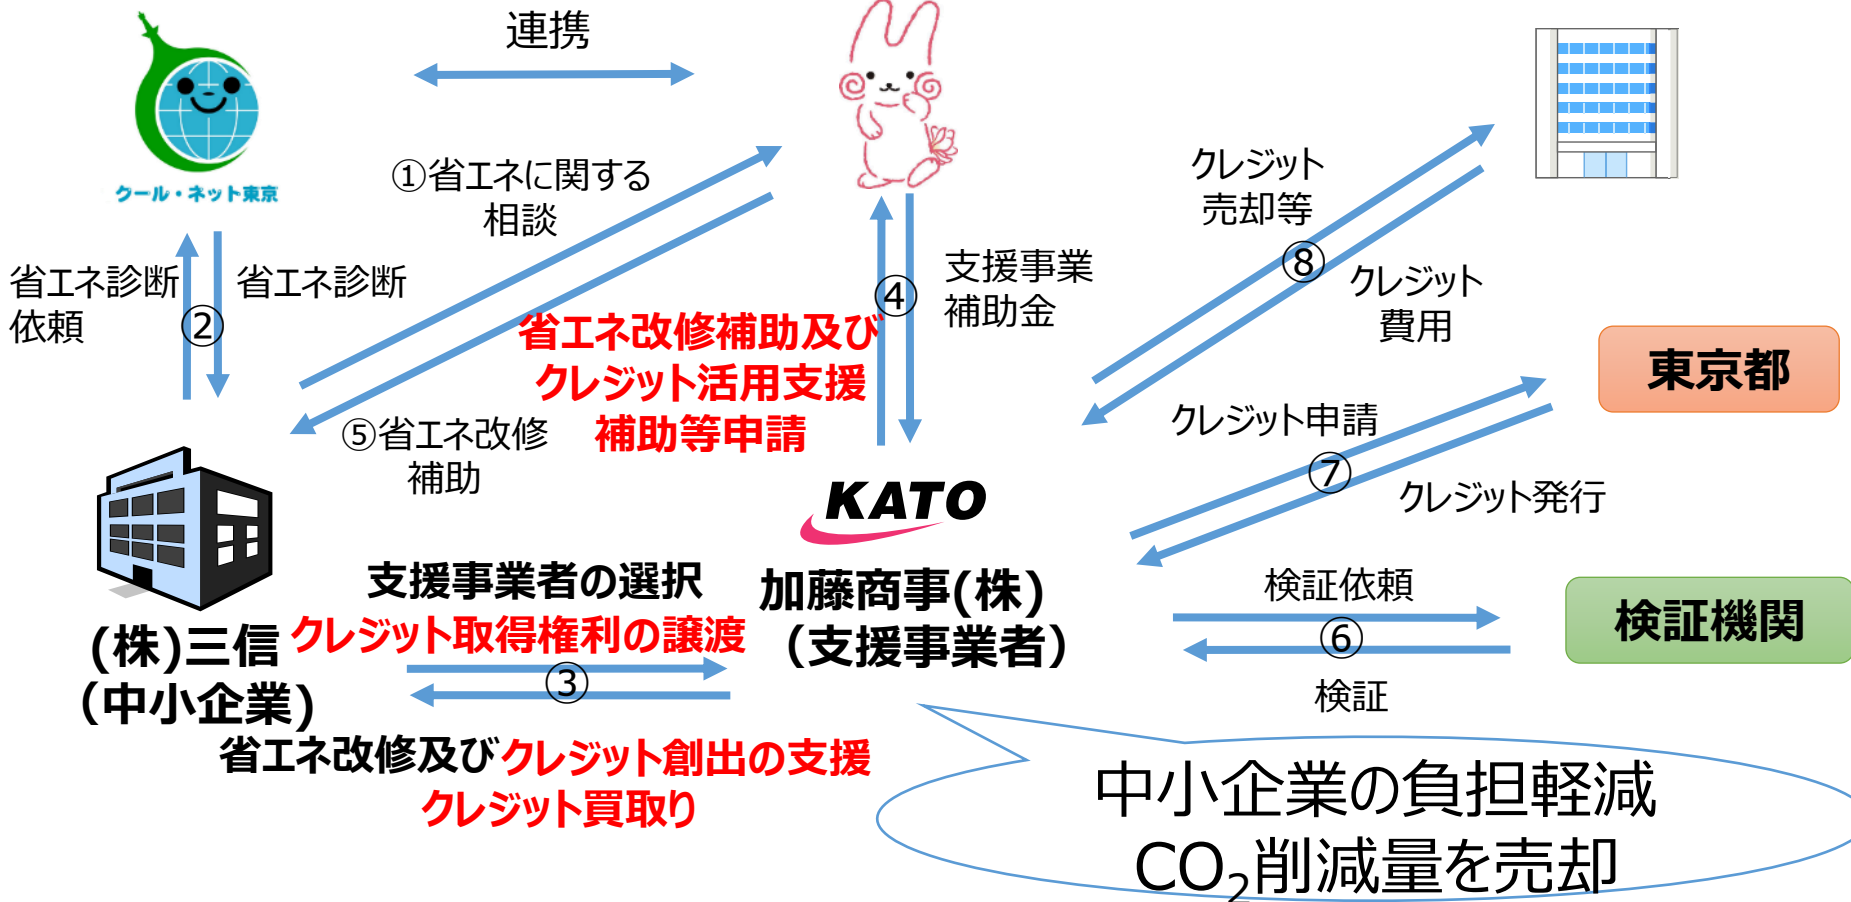 連携
クール・ネット東京
①省エネに関する
相談
クレジット
売却等
⑧
クレジット
費用
省エネ診断
依頼
②
省エネ診断
④
支援事業
補助金
省エネ改修補助及び
クレジット活用支援
補助等申請
⑤省エネ改修
補助
東京都
クレジット申請
⑦
クレジット発行
KATO
加藤商事(株)
（支援事業者）
支援事業者の選択
クレジット取得権利の譲渡
③
(株)三信
（中小企業)
省エネ改修及びクレジット創出の支援
クレジット買取り
検証依頼
⑥
検証
検証機関
中小企業の負担軽減
CO₂削減量を売却